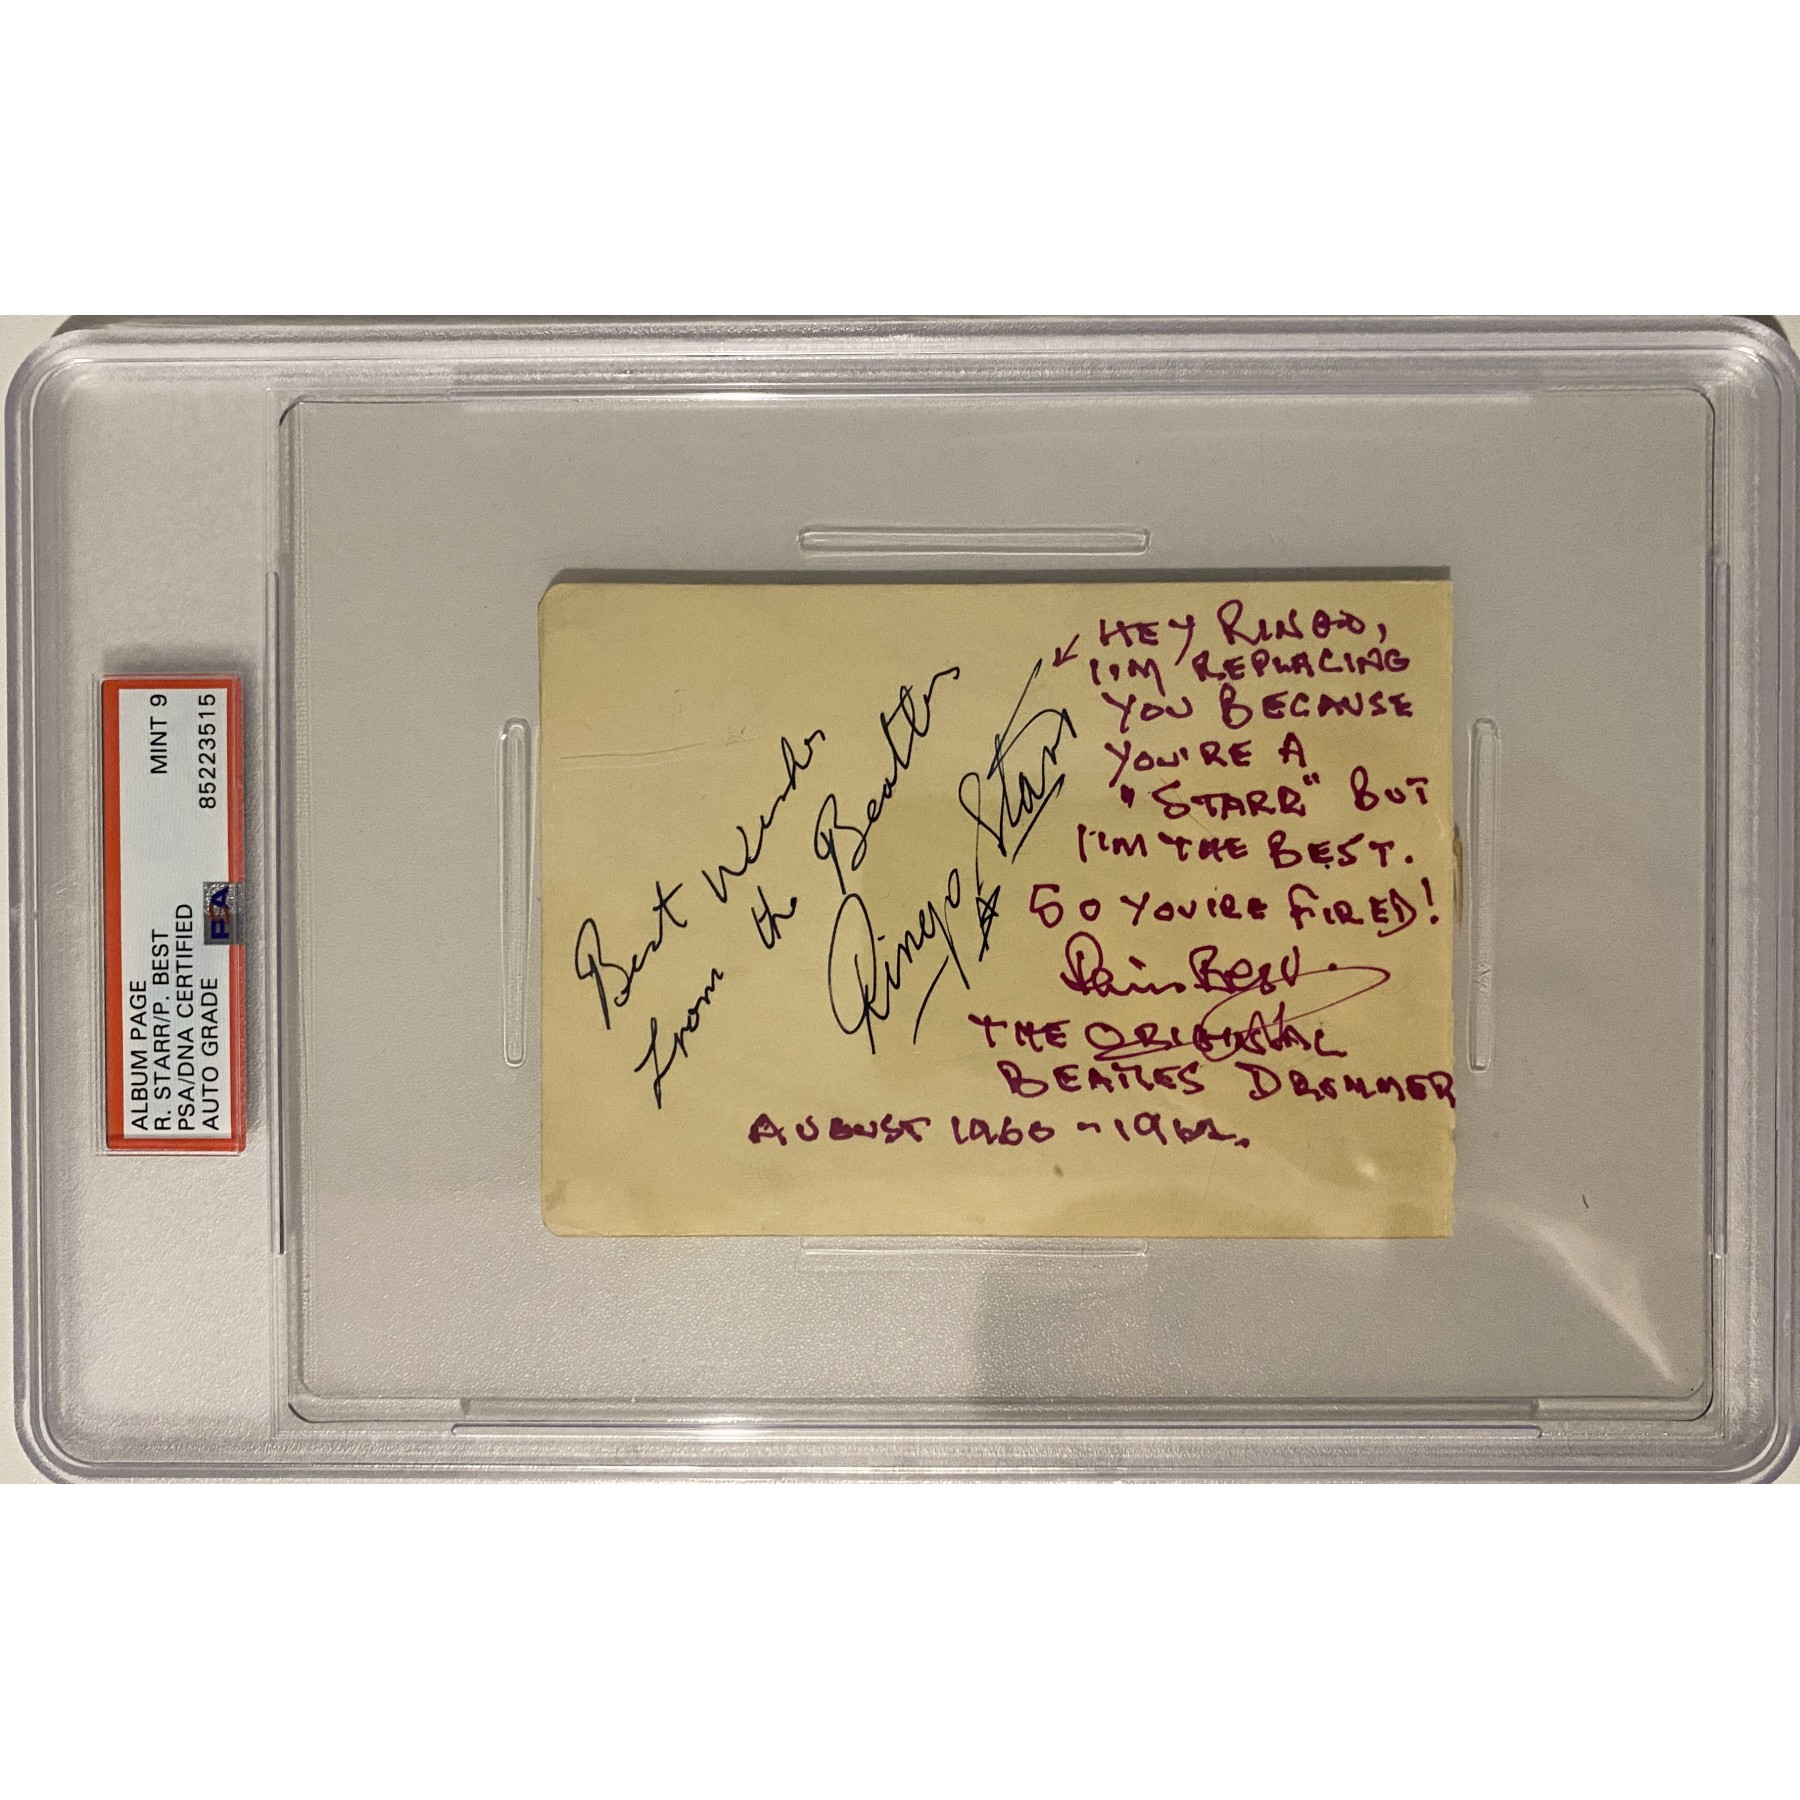 ALBUM PAGE MINT 9
R. STARR/P. BEST
PSA/DNA CERTIFIED 85223515
AUTO GRADE PSA
Best Wishes
from the Beatles
Ringo Starr
HEY RINGO,
I'M REPLACING
YOU BECAUSE
YOU'RE A
"STARR" BUT
I'M THE BEST.
SO YOU'RE FIRED!
Best.
THE ORIGINAL
BEATLES DRUMMER
AUGUST 1960-1962.